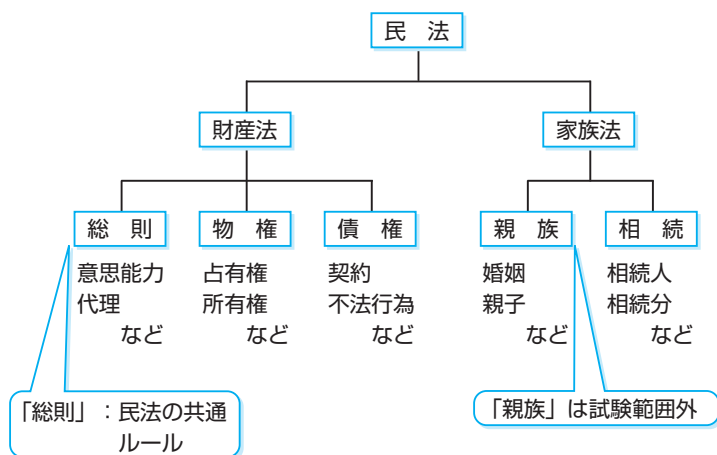 民 法
財産法
家族法
総 則
物 権
債 権
親 族
相 続
意思能力
代理
など
占有権
所有権
など
契約
不法行為
など
婚姻
親子
など
相続人
相続分
など
「総則」：民法の共通
ルール
「親族」は試験範囲外